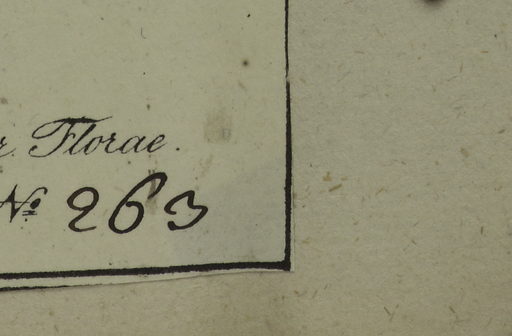 r. Florae.
Nº 263